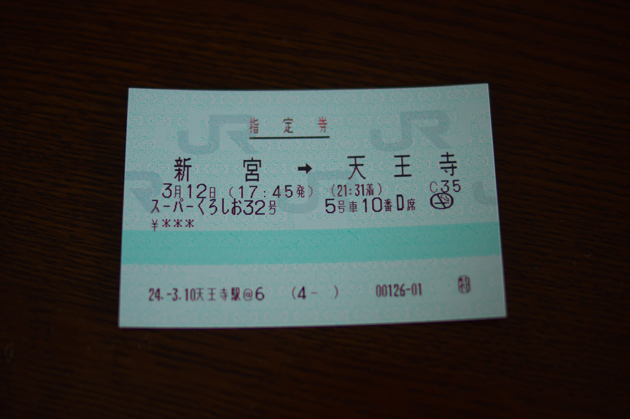 指定券
新宮 → 天王寺
3月12日 (17:45発) (21:31着) C35
スーパーくろしお32号 5号車10番D席
¥***
24.-3.10天王寺駅@6 (4- ) 00126-01